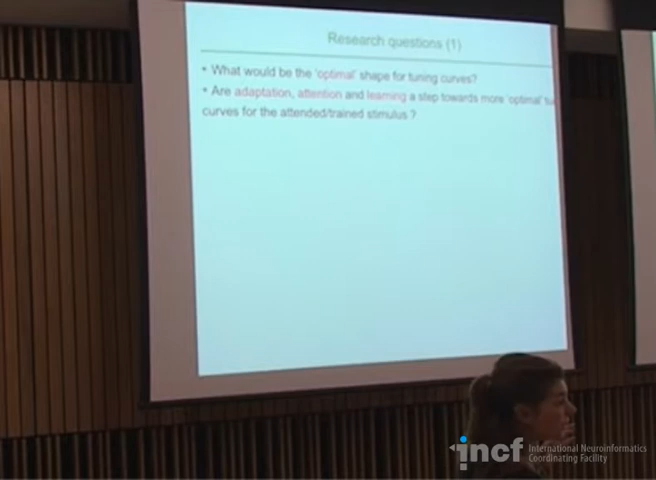 Research questions (1)
• What would be the 'optimal' shape for tuning curves?
• Are adaptation, attention and learning a step towards more 'optimal' tu
curves for the attended/trained stimulus ?
incf International Neuroinformatics
Coordinating Facility